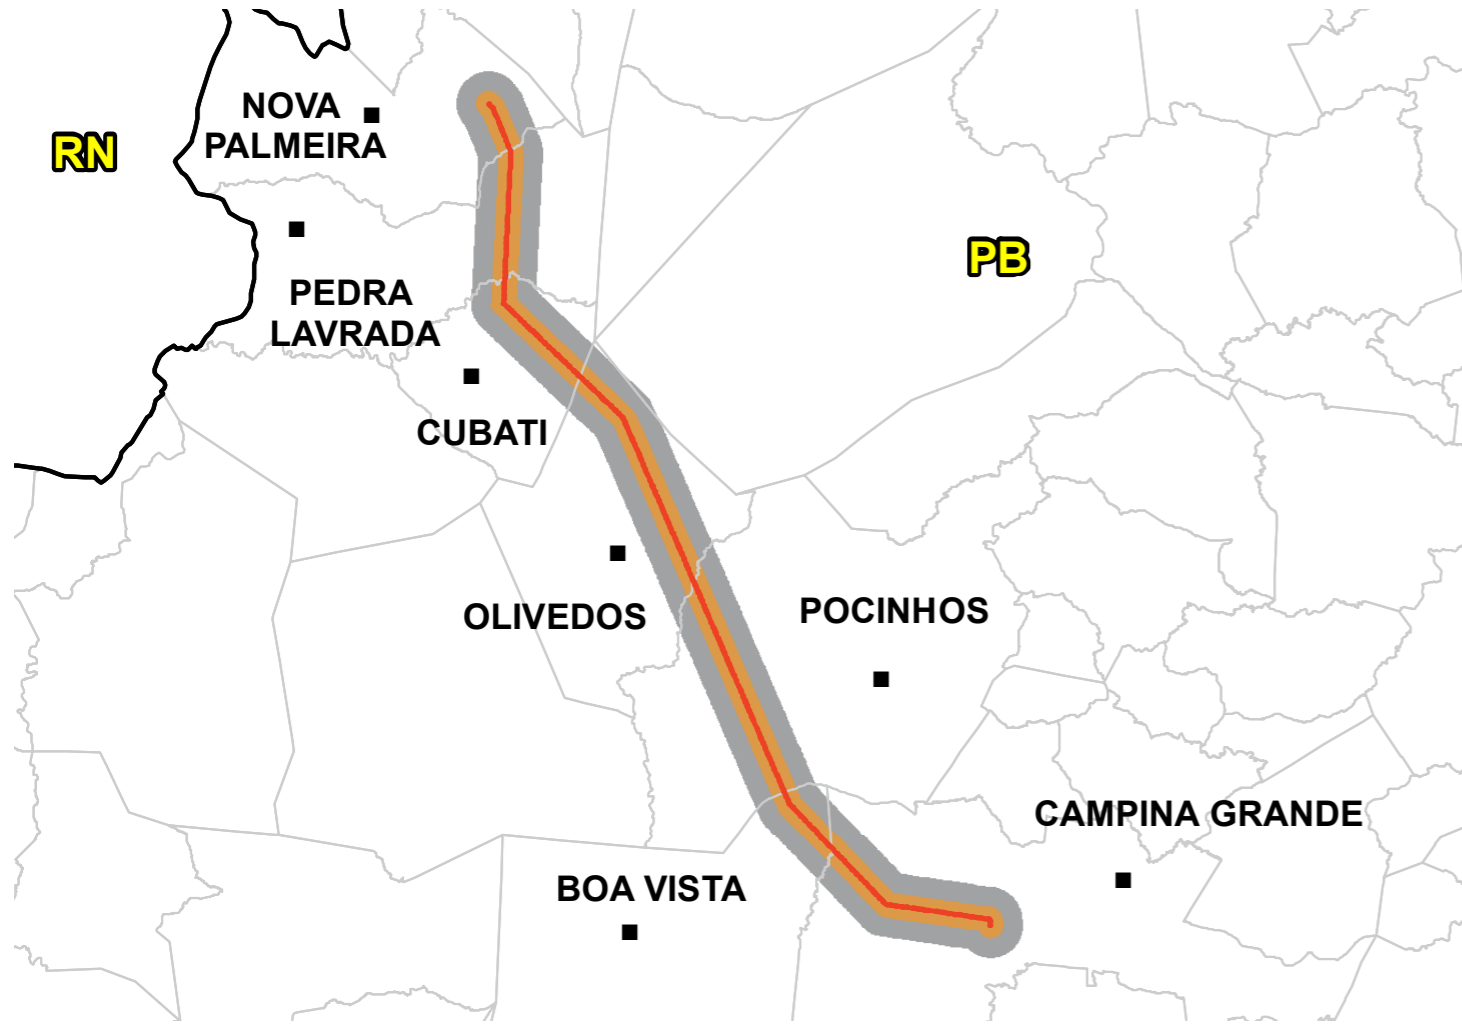 NOVA
PALMEIRA
RN
PB
PEDRA
LAVRADA
CUBATI
OLIVEDOS
POCINHOS
CAMPINA GRANDE
BOA VISTA